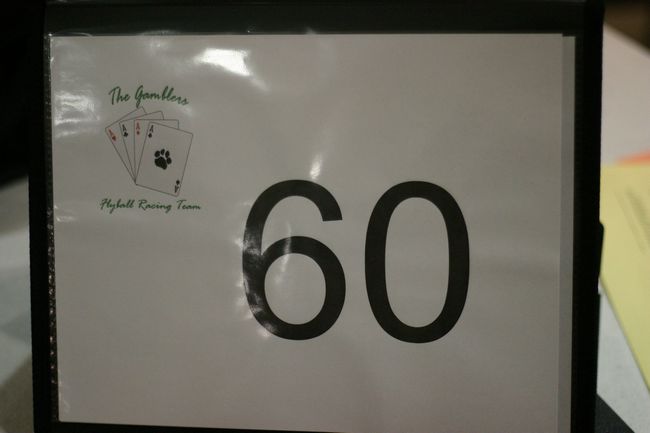 The Gamblers
A A A A
A
Flyball Racing Team
60